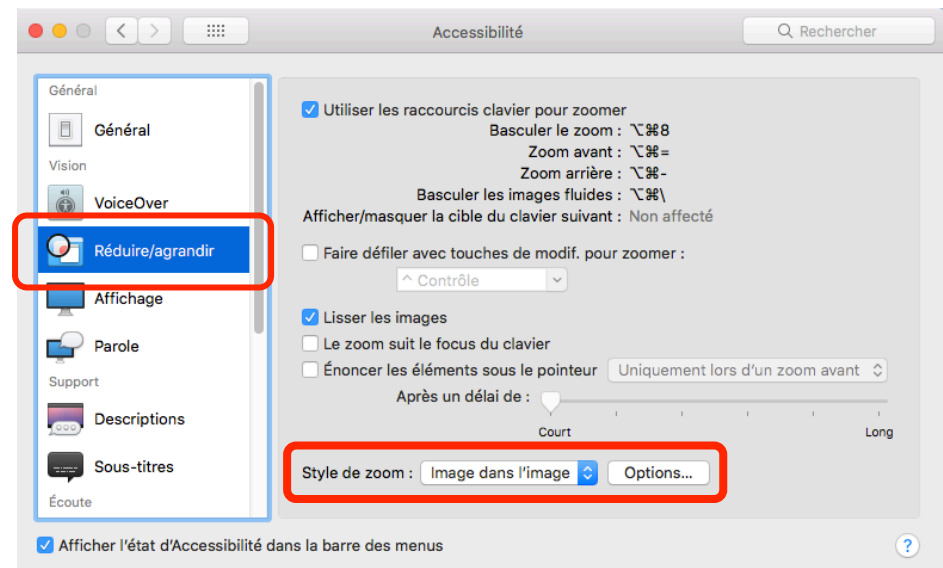 Accessibilité
Rechercher
Général
Général
Vision
VoiceOver
Réduire/agrandir
Affichage
Parole
Support
Descriptions
Sous-titres
Écoute
Utiliser les raccourcis clavier pour zoomer
Basculer le zoom : ⌥⌘8
Zoom avant : ⌥⌘=
Zoom arrière : ⌥⌘-
Basculer les images fluides : ⌥⌘\
Afficher/masquer la cible du clavier suivant : Non affecté
Faire défiler avec touches de modif. pour zoomer :
^ Contrôle
Lisser les images
Le zoom suit le focus du clavier
Énoncer les éléments sous le pointeur Uniquement lors d'un zoom avant
Après un délai de :
Court Long
Style de zoom : Image dans l'image Options...
Afficher l'état d'Accessibilité dans la barre des menus ?